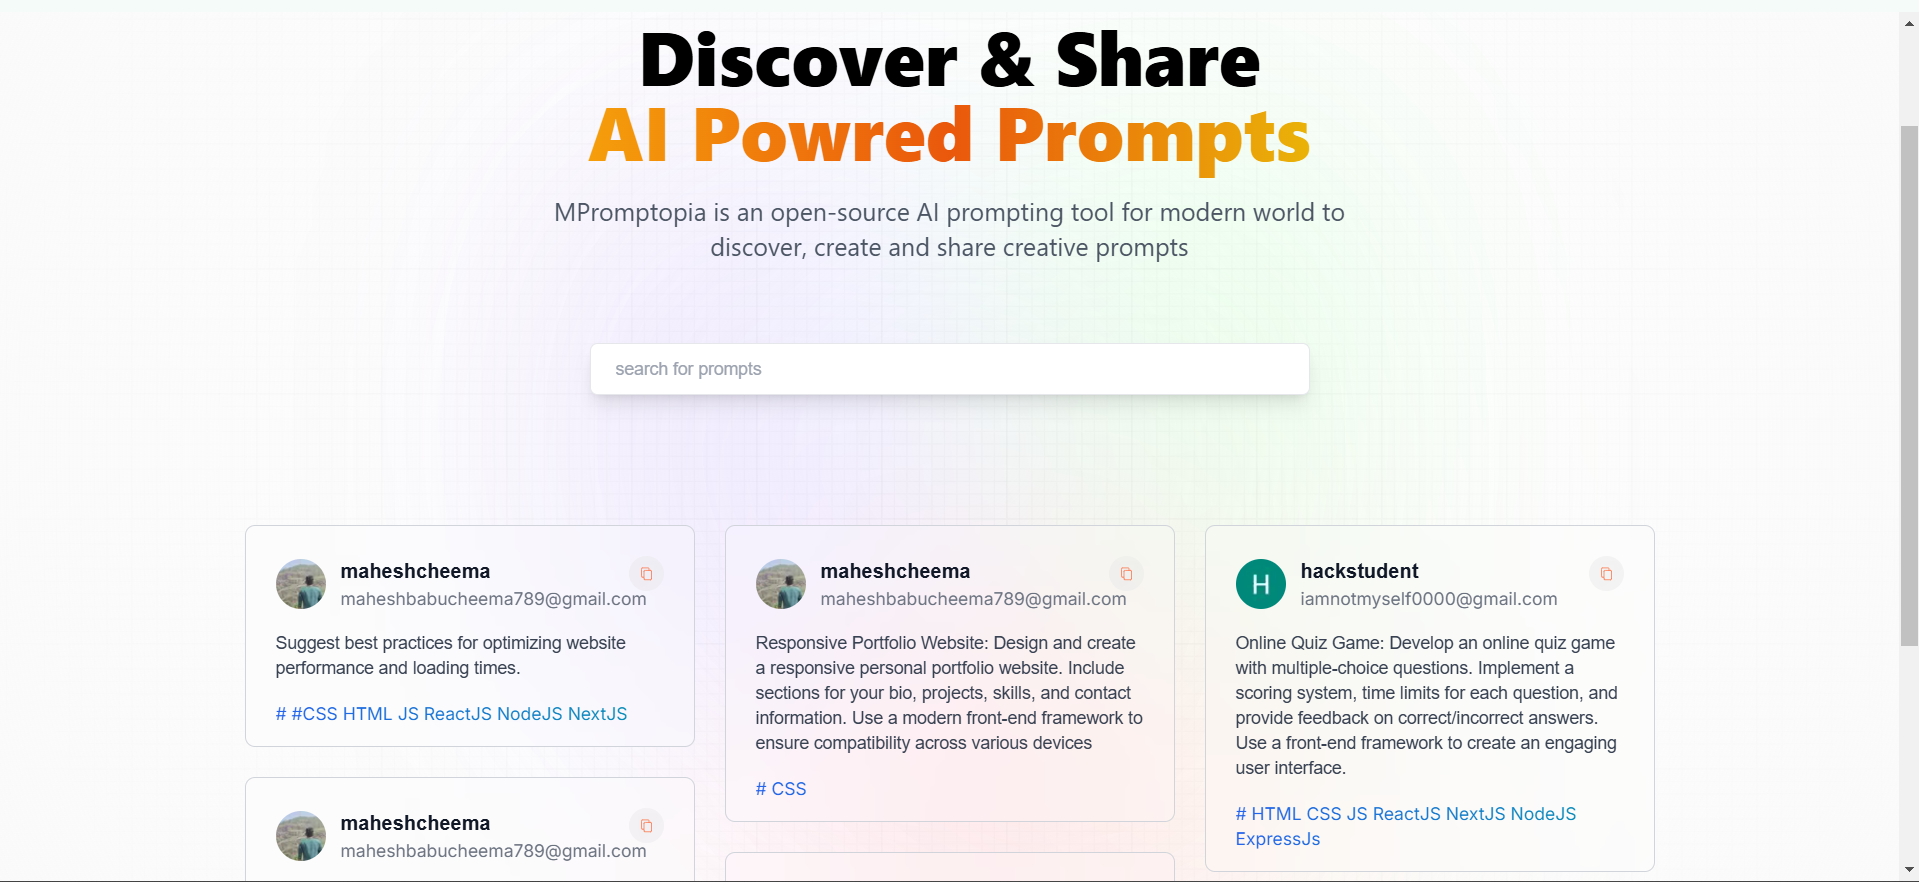 Discover & Share
AI Powred Prompts
MPromptopia is an open-source AI prompting tool for modern world to
discover, create and share creative prompts
search for prompts
maheshcheema
maheshbabucheema789@gmail.com
Suggest best practices for optimizing website
performance and loading times.
# #CSS HTML JS ReactJS NodeJS NextJS
maheshcheema
maheshbabucheema789@gmail.com
maheshcheema
maheshbabucheema789@gmail.com
Responsive Portfolio Website: Design and create
a responsive personal portfolio website. Include
sections for your bio, projects, skills, and contact
information. Use a modern front-end framework to
ensure compatibility across various devices
# CSS
H
hackstudent
iamnotmyself0000@gmail.com
Online Quiz Game: Develop an online quiz game
with multiple-choice questions. Implement a
scoring system, time limits for each question, and
provide feedback on correct/incorrect answers.
Use a front-end framework to create an engaging
user interface.
# HTML CSS JS ReactJS NextJS NodeJS
ExpressJs